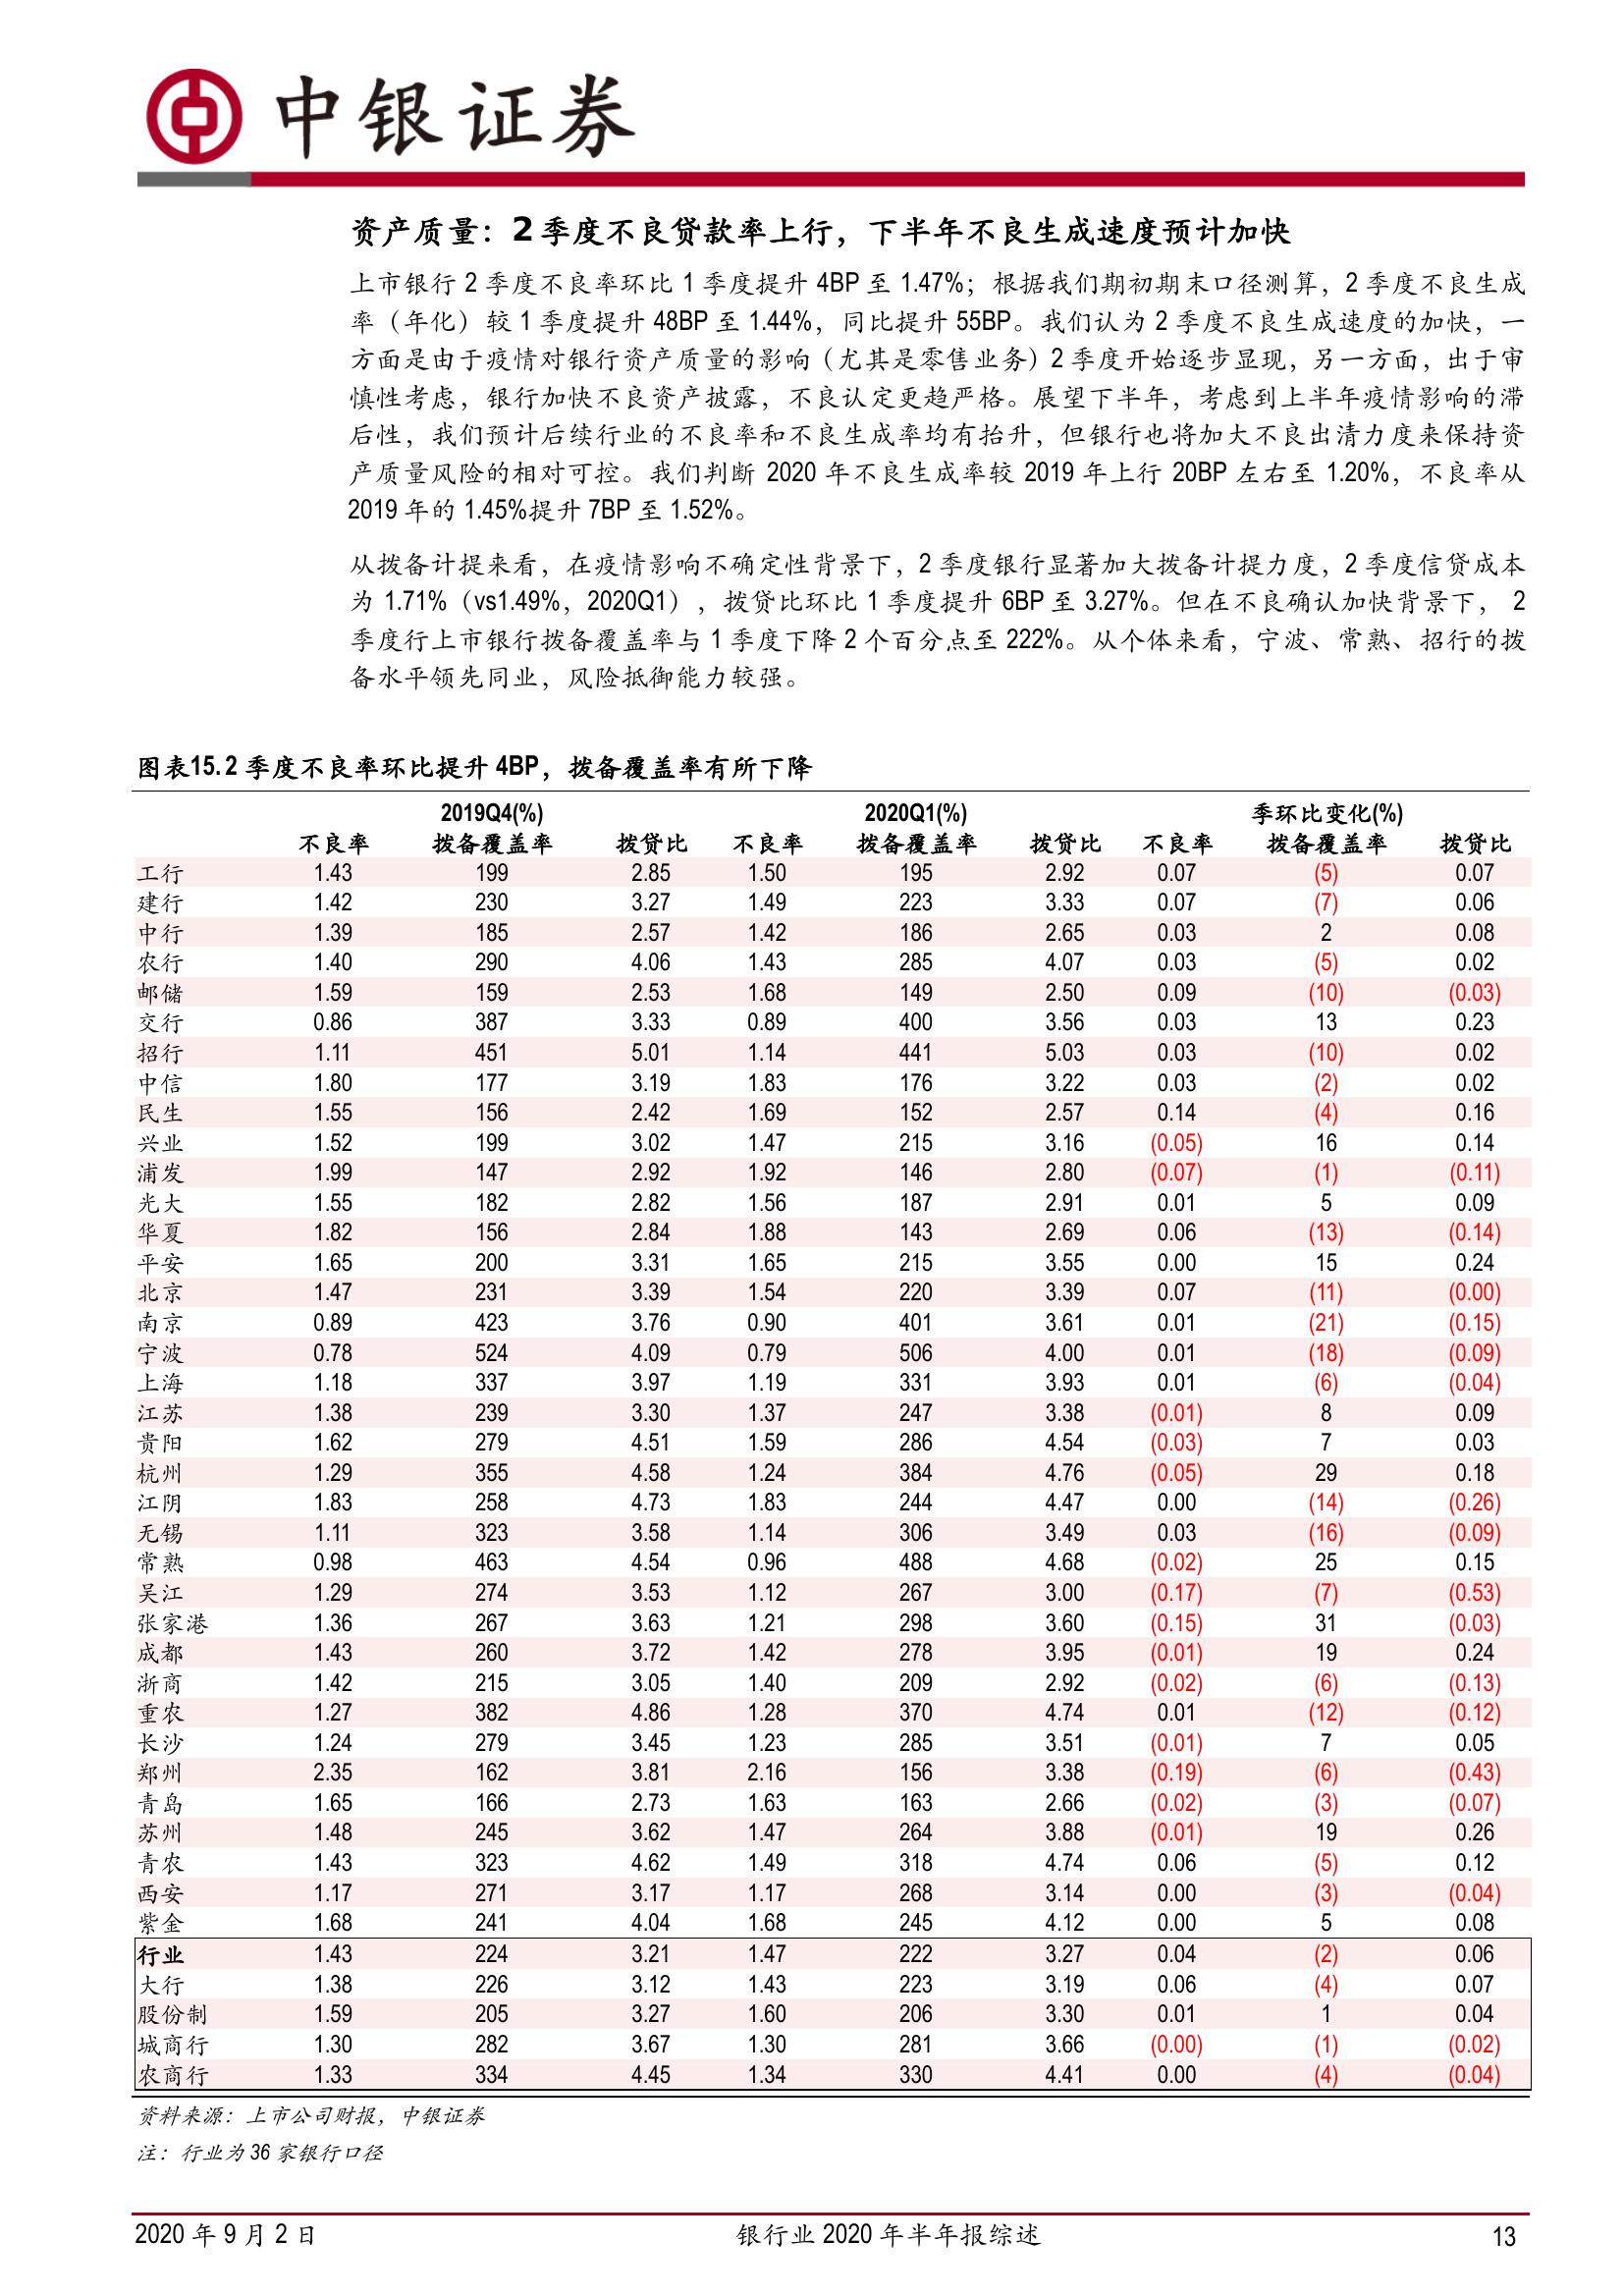 中银证券
资产质量：2 季度不良贷款率上行，下半年不良生成速度预计加快
上市银行 2 季度不良率环比 1 季度提升 4BP 至 1.47%；根据我们期初期末口径测算，2 季度不良生成
率（年化）较 1 季度提升 48BP 至 1.44%，同比提升 55BP。我们认为 2 季度不良生成速度的加快，一
方面是由于疫情对银行资产质量的影响（尤其是零售业务）2 季度开始逐步显现，另一方面，出于审
慎性考虑，银行加快不良资产披露，不良认定更趋严格。展望下半年，考虑到上半年疫情影响的滞
后性，我们预计后续行业的不良率和不良生成率均有抬升，但银行也将加大不良出清力度来保持资
产质量风险的相对可控。我们判断 2020 年不良生成率较 2019 年上行 20BP 左右至 1.20%，不良率从
2019 年的 1.45%提升 7BP 至 1.52%。
从拨备计提来看，在疫情影响不确定性背景下，2 季度银行显著加大拨备计提力度，2 季度信贷成本
为 1.71%（vs1.49%，2020Q1），拨贷比环比 1 季度提升 6BP 至 3.27%。但在不良确认加快背景下， 2
季度行上市银行拨备覆盖率与 1 季度下降 2 个百分点至 222%。从个体来看，宁波、常熟、招行的拨
备水平领先同业，风险抵御能力较强。
图表15. 2 季度不良率环比提升 4BP，拨备覆盖率有所下降
2019Q4(%) 2020Q1(%) 季环比变化(%)
不良率 拨备覆盖率 拨贷比 不良率 拨备覆盖率 拨贷比 不良率 拨备覆盖率 拨贷比
工行 1.43 199 2.85 1.50 195 2.92 0.07 (5) 0.07
建行 1.42 230 3.27 1.49 223 3.33 0.07 (7) 0.06
中行 1.39 185 2.57 1.42 186 2.65 0.03 2 0.08
农行 1.40 290 4.06 1.43 285 4.07 0.03 (5) 0.02
邮储 1.59 159 2.53 1.68 149 2.50 0.09 (10) (0.03)
交行 0.86 387 3.33 0.89 400 3.56 0.03 13 0.23
招行 1.11 451 5.01 1.14 441 5.03 0.03 (10) 0.02
中信 1.80 177 3.19 1.83 176 3.22 0.03 (2) 0.02
民生 1.55 156 2.42 1.69 152 2.57 0.14 (4) 0.16
兴业 1.52 199 3.02 1.47 215 3.16 (0.05) 16 0.14
浦发 1.99 147 2.92 1.92 146 2.80 (0.07) (1) (0.11)
光大 1.55 182 2.82 1.56 187 2.91 0.01 5 0.09
华夏 1.82 156 2.84 1.88 143 2.69 0.06 (13) (0.14)
平安 1.65 200 3.31 1.65 215 3.55 0.00 15 0.24
北京 1.47 231 3.39 1.54 220 3.39 0.07 (11) (0.00)
南京 0.89 423 3.76 0.90 401 3.61 0.01 (21) (0.15)
宁波 0.78 524 4.09 0.79 506 4.00 0.01 (18) (0.09)
上海 1.18 337 3.97 1.19 331 3.93 0.01 (6) (0.04)
江苏 1.38 239 3.30 1.37 247 3.38 (0.01) 8 0.09
贵阳 1.62 279 4.51 1.59 286 4.54 (0.03) 7 0.03
杭州 1.29 355 4.58 1.24 384 4.76 (0.05) 29 0.18
江阴 1.83 258 4.73 1.83 244 4.47 0.00 (14) (0.26)
无锡 1.11 323 3.58 1.14 306 3.49 0.03 (16) (0.09)
常熟 0.98 463 4.54 0.96 488 4.68 (0.02) 25 0.15
吴江 1.29 274 3.53 1.12 267 3.00 (0.17) (7) (0.53)
张家港 1.36 267 3.63 1.21 298 3.60 (0.15) 31 (0.03)
成都 1.43 260 3.72 1.42 278 3.95 (0.01) 19 0.24
浙商 1.42 215 3.05 1.40 209 2.92 (0.02) (6) (0.13)
重农 1.27 382 4.86 1.28 370 4.74 0.01 (12) (0.12)
长沙 1.24 279 3.45 1.23 285 3.51 (0.01) 7 0.05
郑州 2.35 162 3.81 2.16 156 3.38 (0.19) (6) (0.43)
青岛 1.65 166 2.73 1.63 163 2.66 (0.02) (3) (0.07)
苏州 1.48 245 3.62 1.47 264 3.88 (0.01) 19 0.26
青农 1.43 323 4.62 1.49 318 4.74 0.06 (5) 0.12
西安 1.17 271 3.17 1.17 268 3.14 0.00 (3) (0.04)
紫金 1.68 241 4.04 1.68 245 4.12 0.00 5 0.08
行业 1.43 224 3.21 1.47 222 3.27 0.04 (2) 0.06
大行 1.38 226 3.12 1.43 223 3.19 0.06 (4) 0.07
股份制 1.59 205 3.27 1.60 206 3.30 0.01 1 0.04
城商行 1.30 282 3.67 1.30 281 3.66 (0.00) (1) (0.02)
农商行 1.33 334 4.45 1.34 330 4.41 0.00 (4) (0.04)
资料来源：上市公司财报，中银证券
注：行业为 36 家银行口径
2020 年 9 月 2 日 银行业 2020 年半年报综述 13